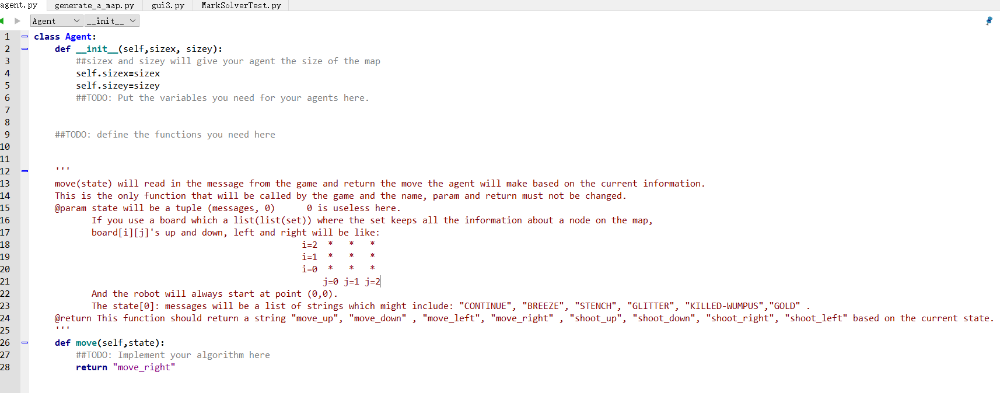 agent.py generate_a_map.py gui3.py MarkSolverTest.py
Agent __init__
1 class Agent:
2 def __init__(self,sizex, sizey):
3 ##sizex and sizey will give your agent the size of the map
4 self.sizex=sizex
5 self.sizey=sizey
6 ##TODO: Put the variables you need for your agents here.
7
8
9 ##TODO: define the functions you need here
10
11
12 '''
13 move(state) will read in the message from the game and return the move the agent will make based on the current information.
14 This is the only function that will be called by the game and the name, param and return must not be changed.
15 @param state will be a tuple (messages, 0) 0 is useless here.
16 If you use a board which a list(list(set)) where the set keeps all the information about a node on the map,
17 board[i][j]'s up and down, left and right will be like:
18 i=2 * * *
19 i=1 * * *
20 i=0 * * *
21 j=0 j=1 j=2
22 And the robot will always start at point (0,0).
23 The state[0]: messages will be a list of strings which might include: "CONTINUE", "BREEZE", "STENCH", "GLITTER", "KILLED-WUMPUS","GOLD" .
24 @return This function should return a string "move_up", "move_down" , "move_left", "move_right" , "shoot_up", "shoot_down", "shoot_right", "shoot_left" based on the current state.
25 '''
26 def move(self,state):
27 ##TODO: Implement your algorithm here
28 return "move_right"